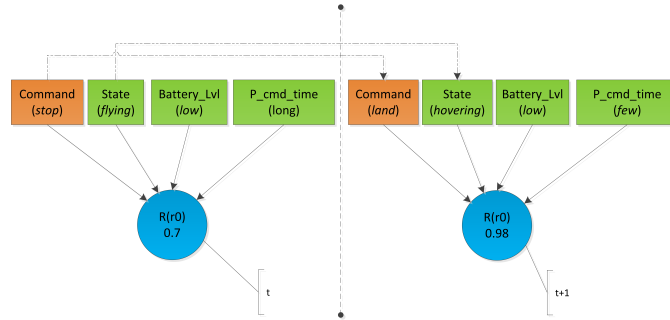 Command
(stop)
State
(flying)
Battery_Lvl
(low)
P_cmd_time
(long)
Command
(land)
State
(hovering)
Battery_Lvl
(low)
P_cmd_time
(few)
R(r0)
0.7
R(r0)
0.98
t
t+1